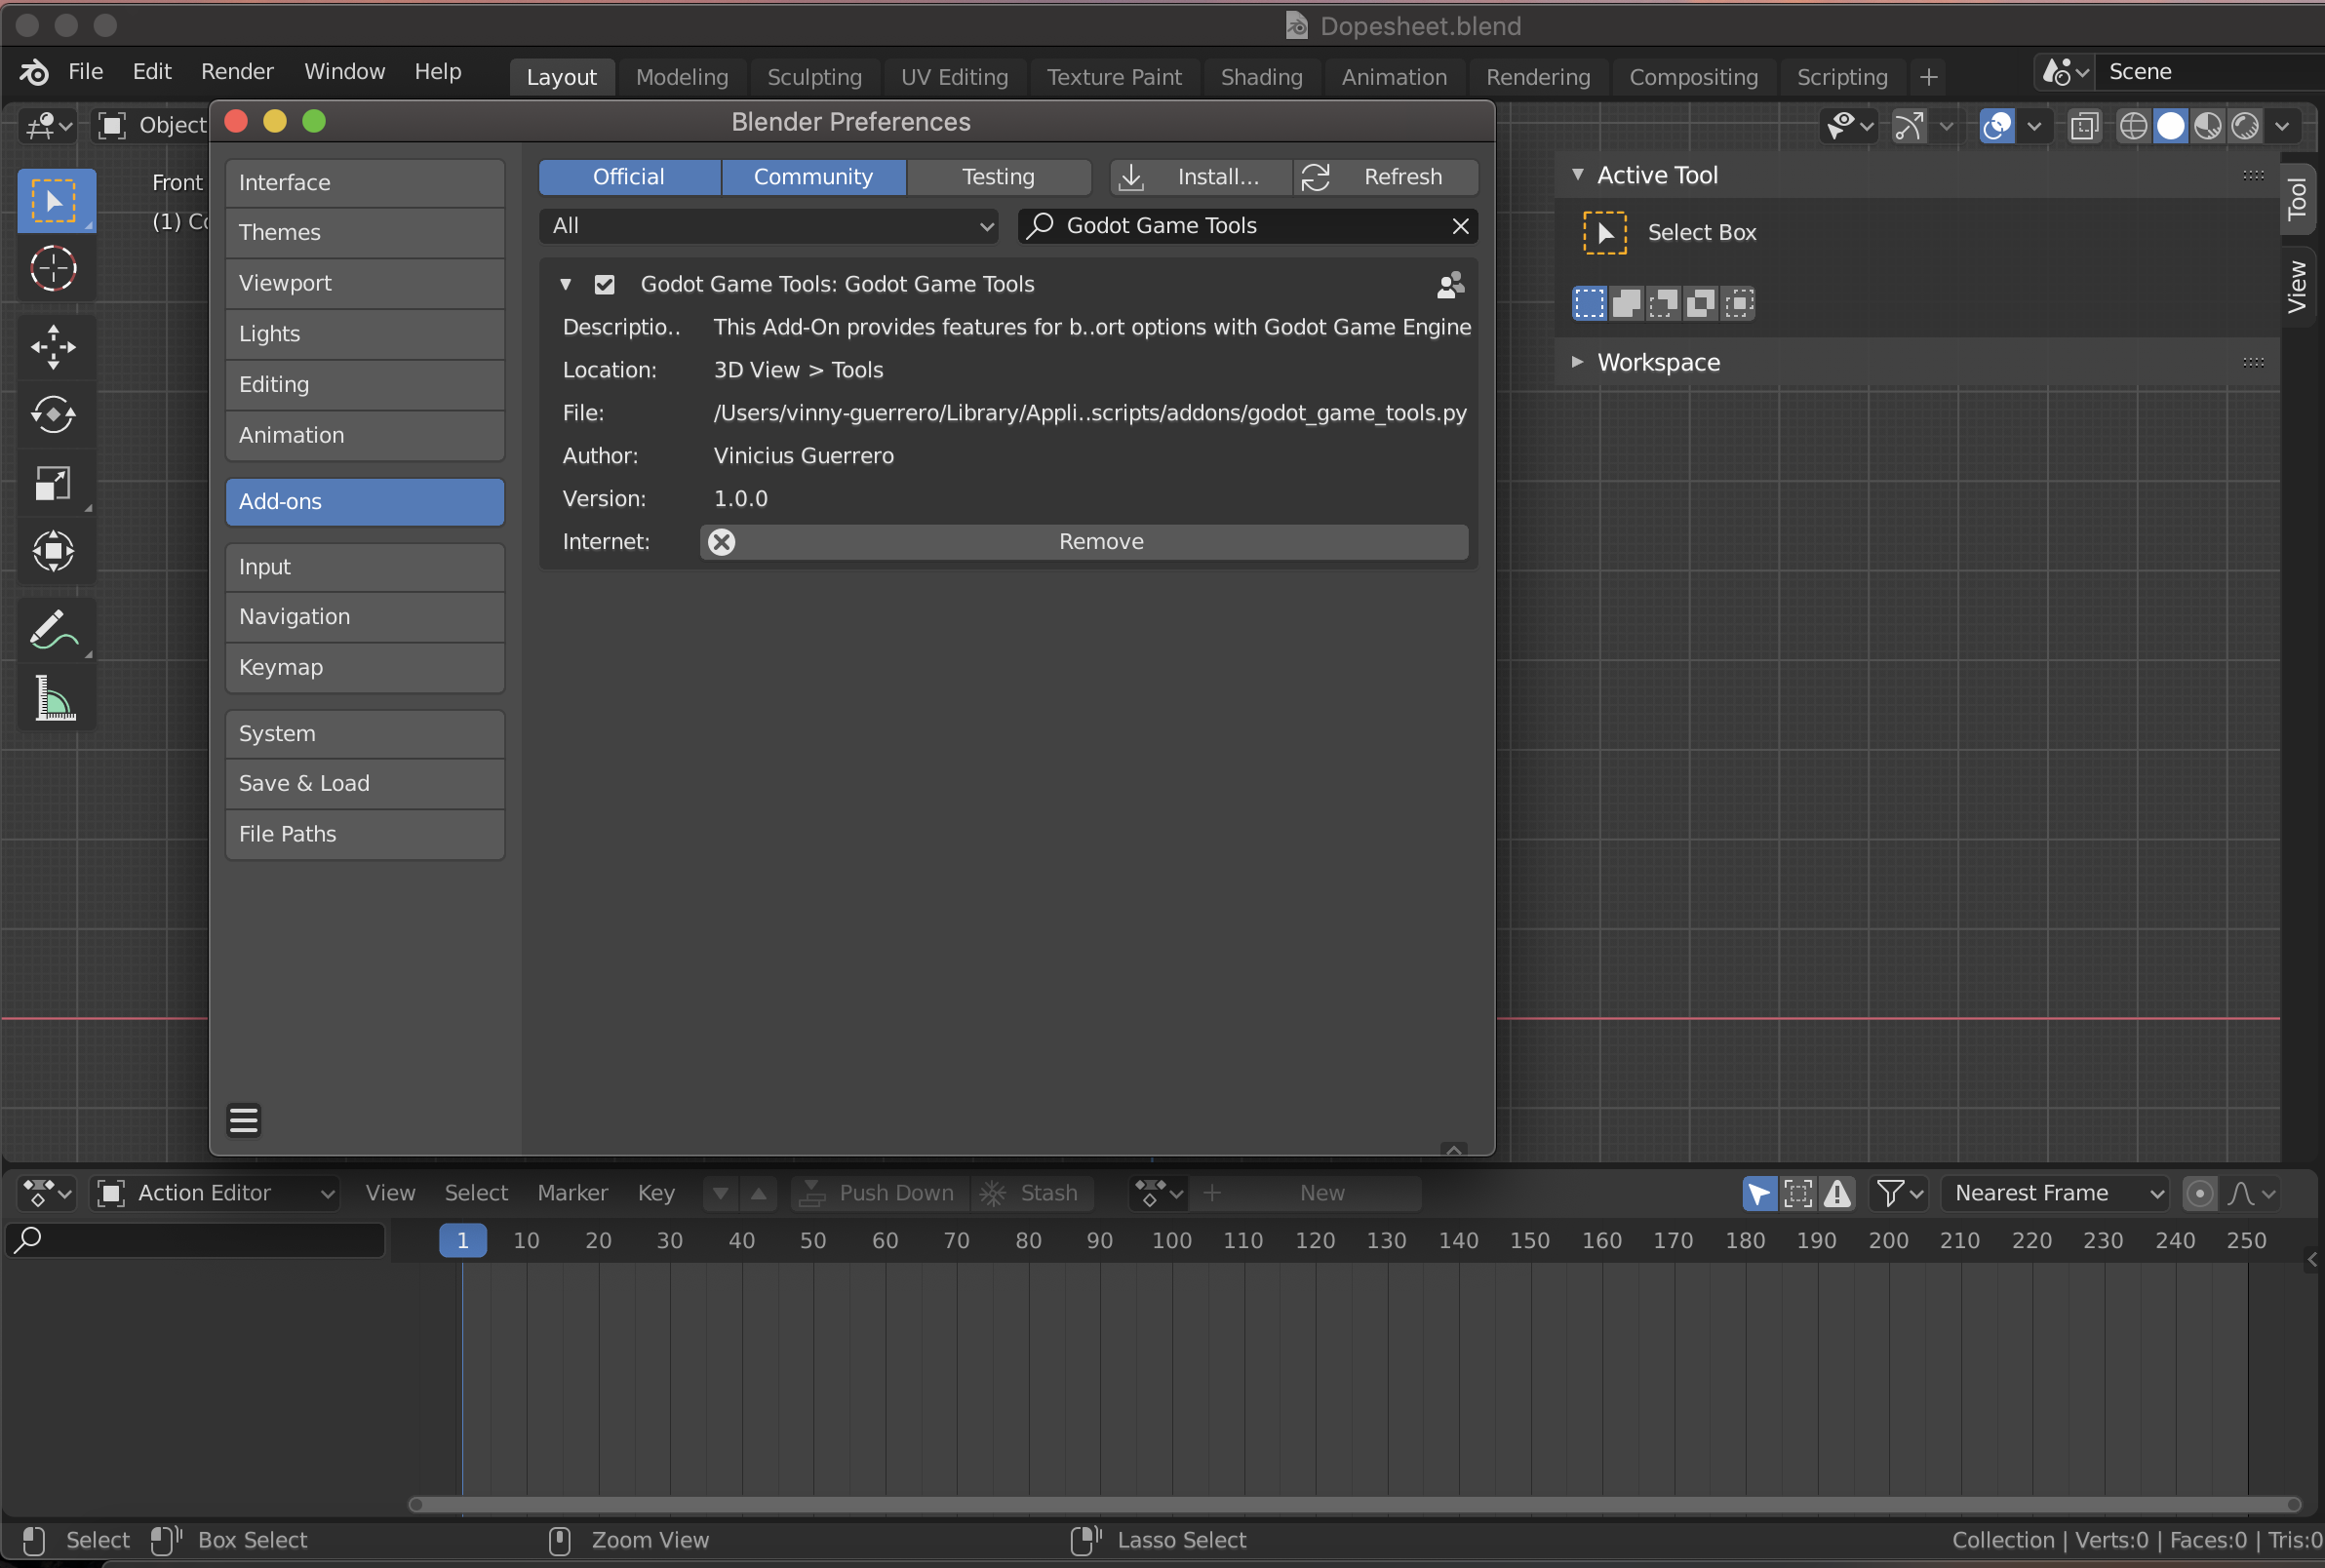 Dopesheet.blend
File Edit Render Window Help Layout Modeling Sculpting UV Editing Texture Paint Shading Animation Rendering Compositing Scripting + Scene
Object
Blender Preferences
Front
(1) Co
Interface
Themes
Viewport
Lights
Editing
Animation
Add-ons
Input
Navigation
Keymap
System
Save & Load
File Paths
Official Community Testing Install... Refresh
All Godot Game Tools
Godot Game Tools: Godot Game Tools
Descriptio.. This Add-On provides features for b..ort options with Godot Game Engine
Location: 3D View > Tools
File: /Users/vinny-guerrero/Library/Appli..scripts/addons/godot_game_tools.py
Author: Vinicius Guerrero
Version: 1.0.0
Internet: Remove
Active Tool
Select Box
Workspace
Tool
View
Action Editor View Select Marker Key Push Down Stash New Nearest Frame
1 10 20 30 40 50 60 70 80 90 100 110 120 130 140 150 160 170 180 190 200 210 220 230 240 250
Select Box Select Zoom View Lasso Select Collection | Verts:0 | Faces:0 | Tris:0